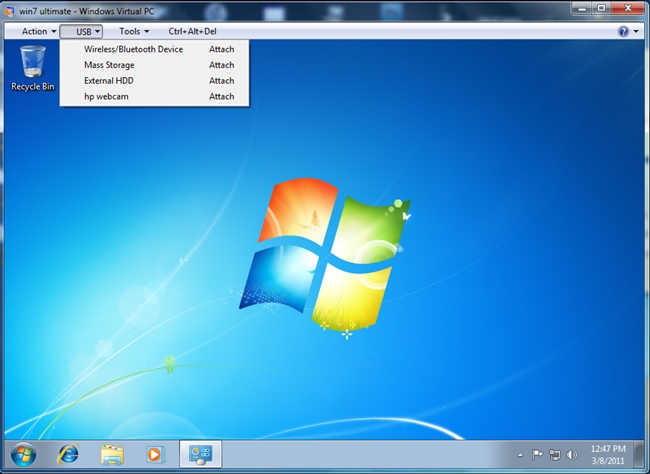 win7 ultimate - Windows Virtual PC
Action USB Tools Ctrl+Alt+Del
Wireless/Bluetooth Device Attach
Mass Storage Attach
External HDD Attach
hp webcam Attach
Recycle Bin
12:47 PM
3/8/2011